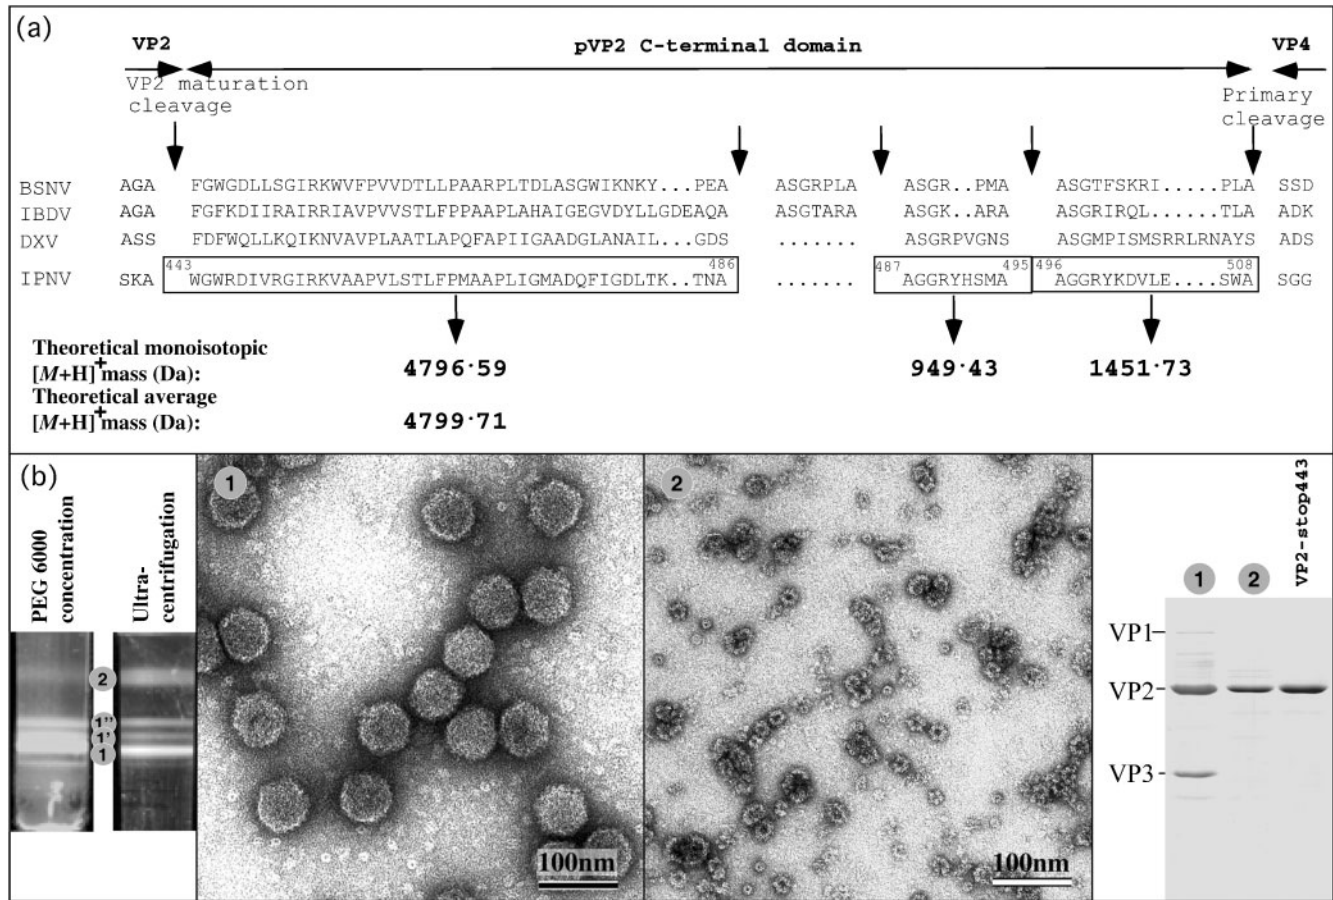 (a)
VP2 pVP2 C-terminal domain VP4
VP2 maturation
cleavage
Primary
cleavage
BSNV AGA FGWGDLLSGIRKWVFPVVDTLLPAARPLTDLASGWIKNKY...PEA ASGRPLA ASGR..PMA ASGTFSKRI.....PLA SSD
IBDV AGA FGFKDIIRAIRRIAVPVVSTLFPPAAPLAHAIGEGVDYLLGDEAQA ASGTARA ASGK..ARA ASGRIRQL......TLA ADK
DXV ASS FDFWQLLKQIKNVAVPLAATLAPQFAPIIGAADGLANAIL...GDS ....... ASGRPVGNS ASGMPISMSRRLRNAYS ADS
443 486 487 495 496 508
IPNV SKA WGWRDIVRGIRKVAAPVLSTLFPMAAPLIGMADQFIGDLTK..TNA ....... AGGRYHSMA AGGRYKDVLE....SWA SGG
Theoretical monoisotopic
[M+H]+ mass (Da): 4796·59 949·43 1451·73
Theoretical average
[M+H]+ mass (Da): 4799·71
(b)
PEG 6000
concentration
Ultra-
centrifugation
2
1''
1'
1
1
100nm
2
100nm
1 2 VP2-stop443
VP1
VP2
VP3